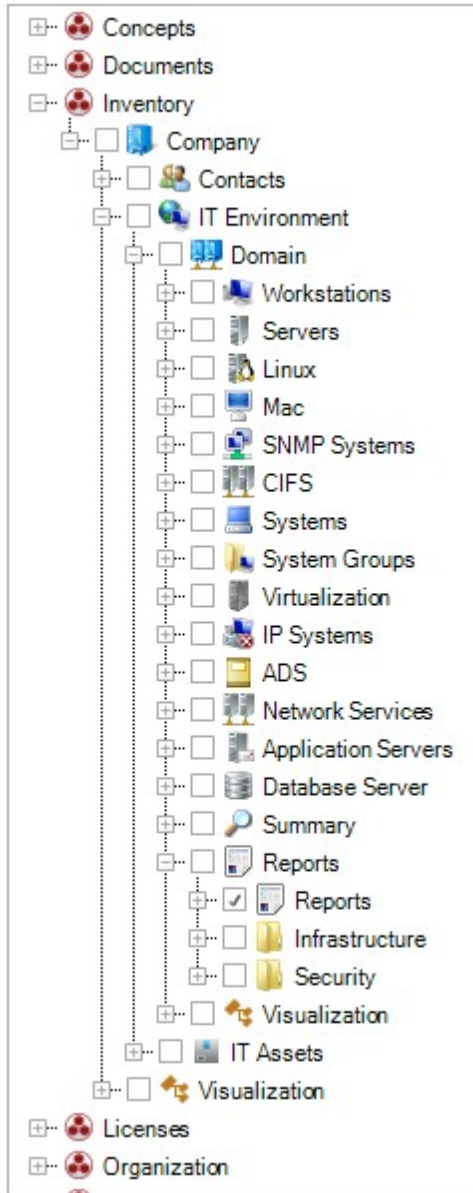 Concepts
Documents
Inventory
Company
Contacts
IT Environment
Domain
Workstations
Servers
Linux
Mac
SNMP Systems
CIFS
Systems
System Groups
Virtualization
IP Systems
ADS
Network Services
Application Servers
Database Server
Summary
Reports
Reports
Infrastructure
Security
Visualization
IT Assets
Visualization
Licenses
Organization